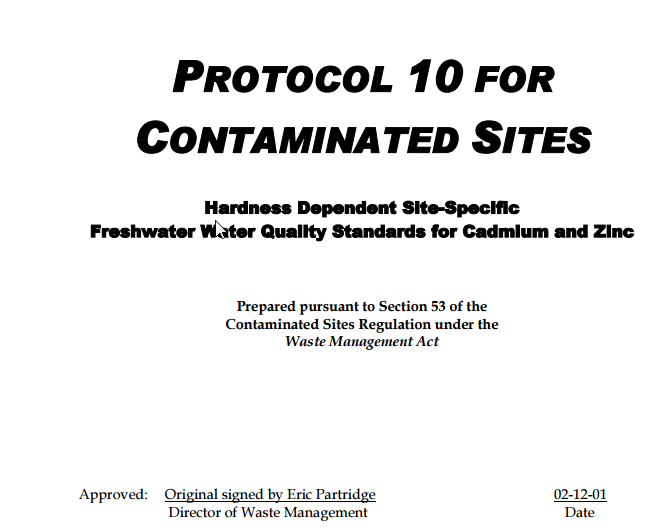 PROTOCOL 10 FOR
CONTAMINATED SITES
Hardness Dependent Site-Specific
Freshwater Water Quality Standards for Cadmium and Zinc
Prepared pursuant to Section 53 of the
Contaminated Sites Regulation under the
Waste Management Act
Approved: Original signed by Eric Partridge 02-12-01
Director of Waste Management Date